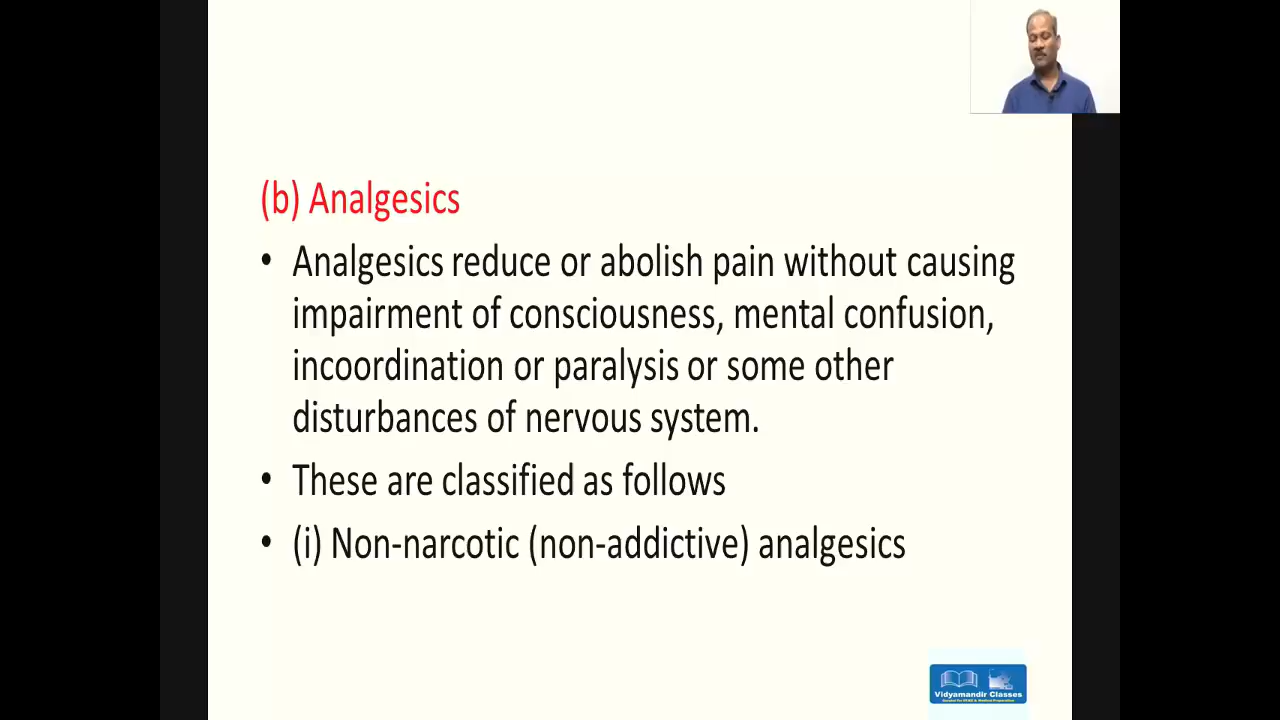 (b) Analgesics
• Analgesics reduce or abolish pain without causing
impairment of consciousness, mental confusion,
incoordination or paralysis or some other
disturbances of nervous system.
• These are classified as follows
• (i) Non-narcotic (non-addictive) analgesics
Vidyamandir Classes